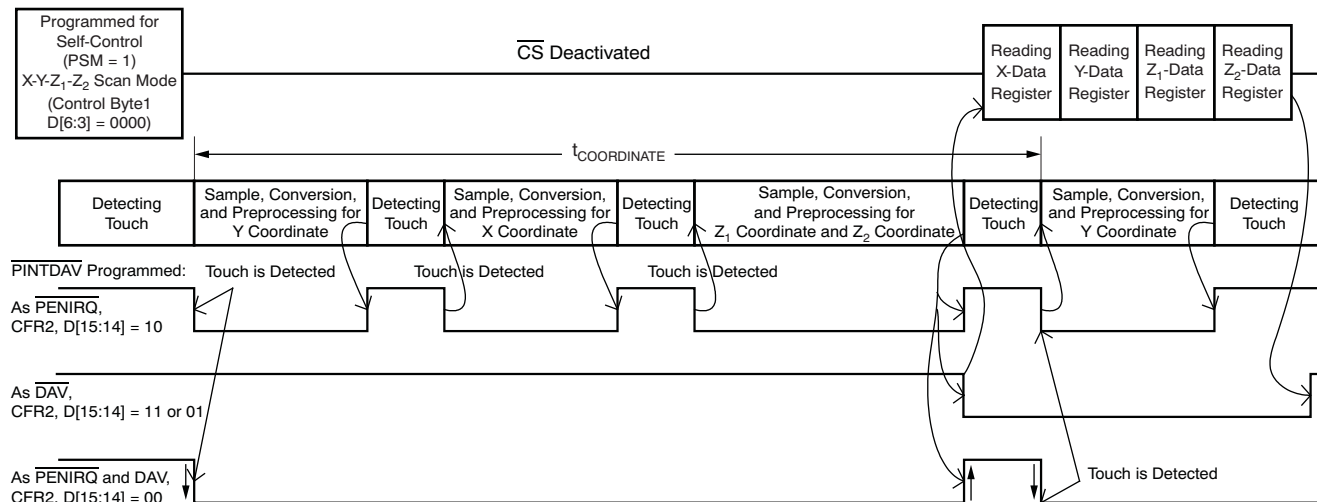 Programmed for
Self-Control
(PSM = 1)
X-Y-Z1-Z2 Scan Mode
(Control Byte1
D[6:3] = 0000)
CS Deactivated
Reading
X-Data
Register
Reading
Y-Data
Register
Reading
Z1-Data
Register
Reading
Z2-Data
Register
tCOORDINATE
Detecting
Touch
Sample, Conversion,
and Preprocessing for
Y Coordinate
Detecting
Touch
Sample, Conversion,
and Preprocessing for
X Coordinate
Detecting
Touch
Sample, Conversion,
and Preprocessing for
Z1 Coordinate and Z2 Coordinate
Detecting
Touch
Sample, Conversion,
and Preprocessing for
Y Coordinate
Detecting
Touch
PINTDAV Programmed:
Touch is Detected
Touch is Detected
Touch is Detected
As PENIRQ,
CFR2, D[15:14] = 10
As DAV,
CFR2, D[15:14] = 11 or 01
As PENIRQ and DAV,
CFR2, D[15:14] = 00
Touch is Detected